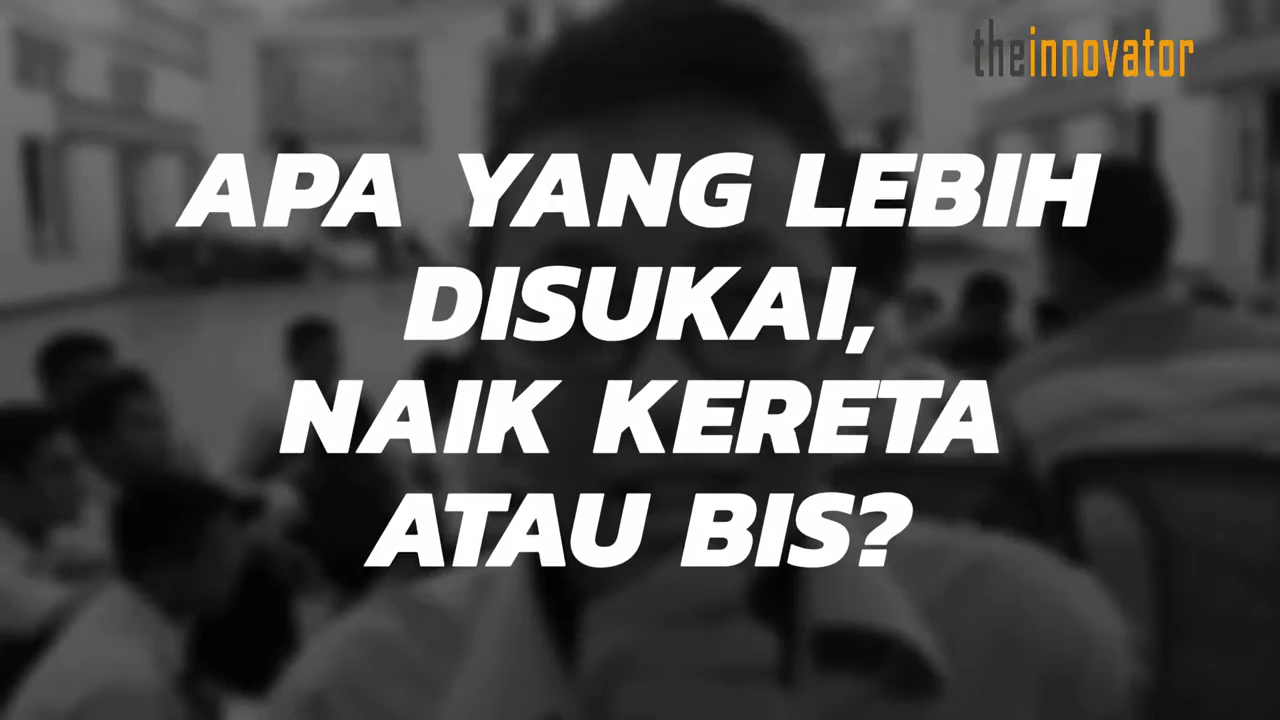 theinnovator
APA YANG LEBIH
DISUKAI,
NAIK KERETA
ATAU BIS?